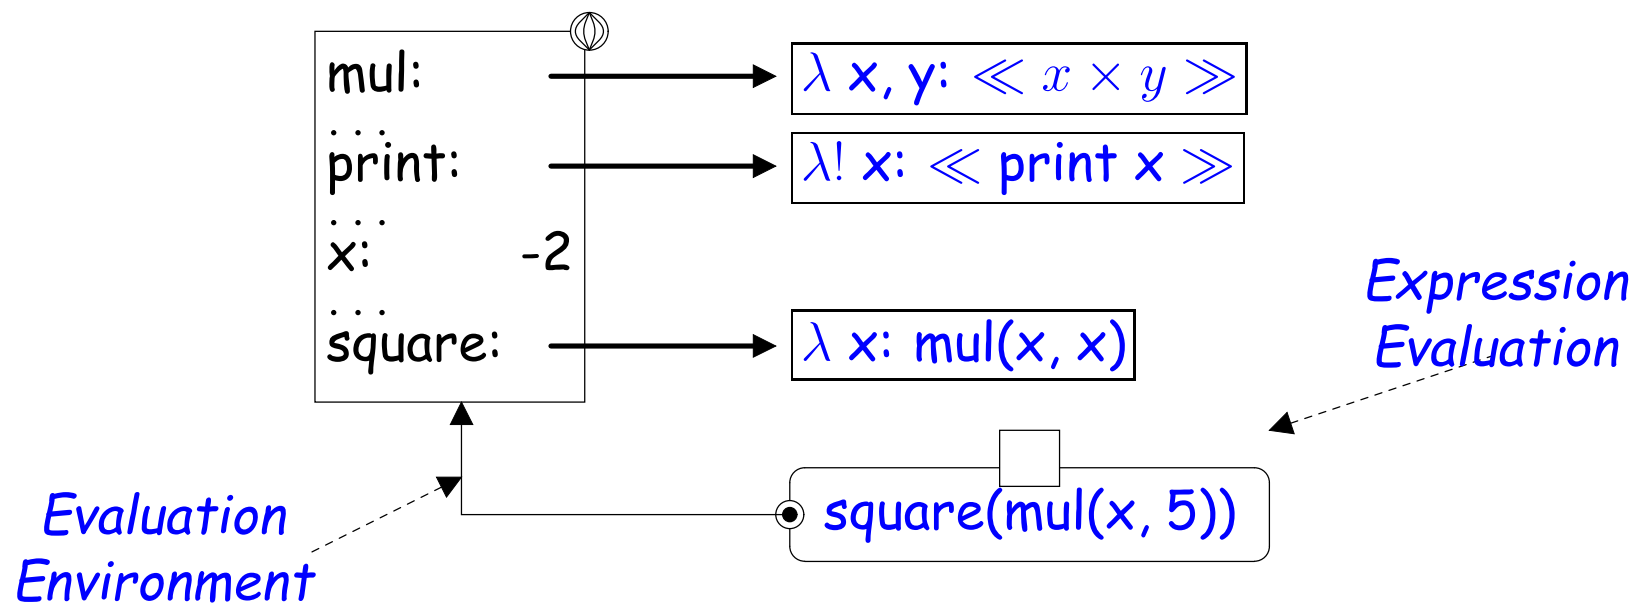 mul:
λ x, y: ≪ x × y ≫
. . .
print:
λ! x: ≪ print x ≫
. . .
x: -2
. . .
square:
λ x: mul(x, x)
Expression
Evaluation
square(mul(x, 5))
Evaluation
Environment